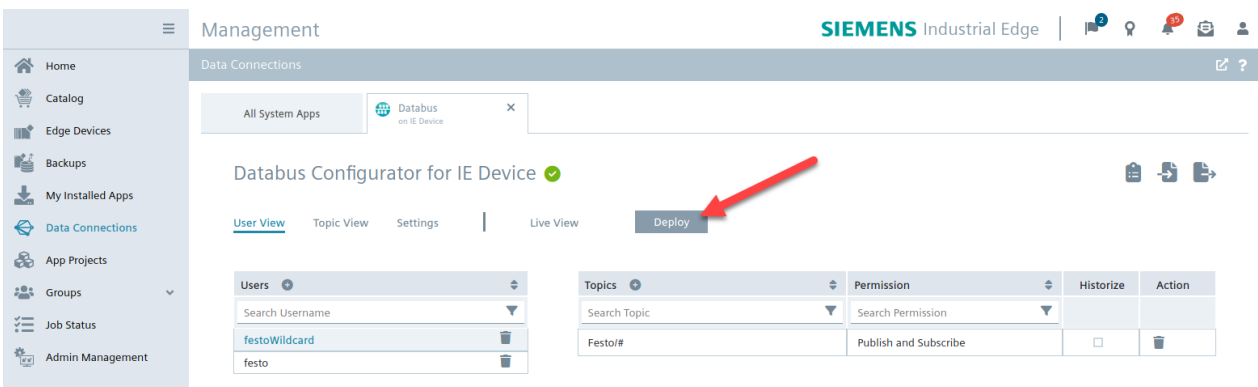 Management
SIEMENS Industrial Edge
2
35
Home
Catalog
Edge Devices
Backups
My Installed Apps
Data Connections
App Projects
Groups
Job Status
Admin Management
Data Connections
?
All System Apps
Databus
on IE Device
Databus Configurator for IE Device
User View
Topic View
Settings
Live View
Deploy
Users
Search Username
festoWildcard
festo
Topics
Permission
Historize
Action
Search Topic
Search Permission
Festo/#
Publish and Subscribe